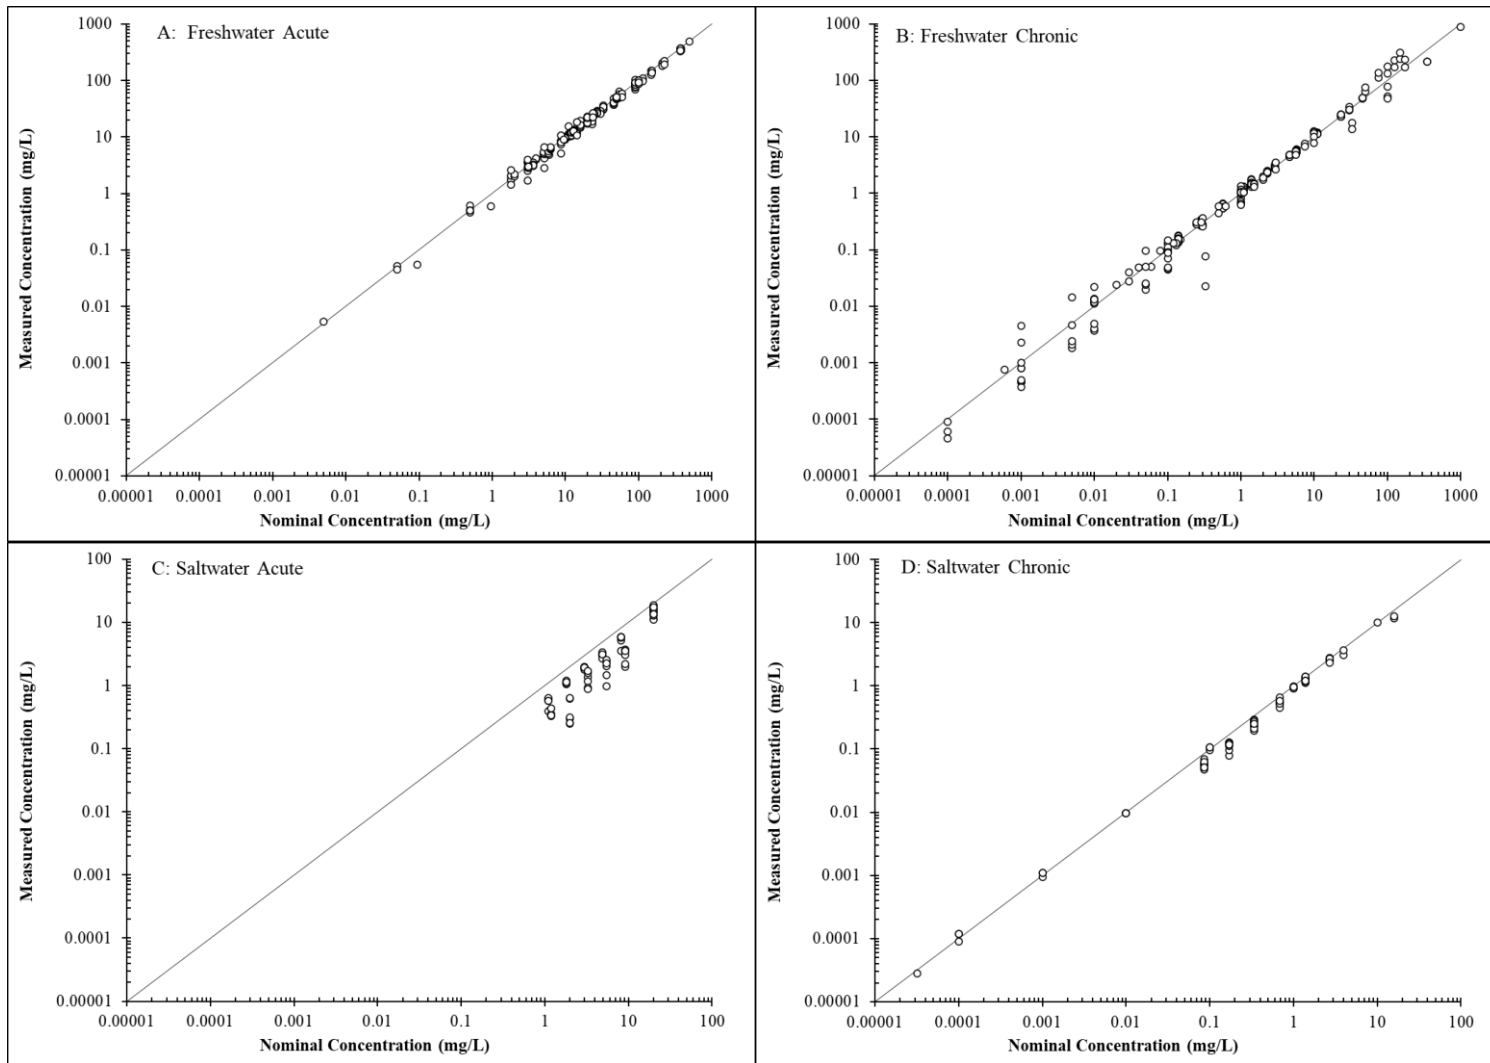 A: Freshwater Acute
1000
100
10
1
0.1
0.01
0.001
0.0001
0.00001
Measured Concentration (mg/L)
0.00001 0.0001 0.001 0.01 0.1 1 10 100 1000
Nominal Concentration (mg/L)
B: Freshwater Chronic
1000
100
10
1
0.1
0.01
0.001
0.0001
0.00001
Measured Concentration (mg/L)
0.00001 0.0001 0.001 0.01 0.1 1 10 100 1000
Nominal Concentration (mg/L)
C: Saltwater Acute
100
10
1
0.1
0.01
0.001
0.0001
0.00001
Measured Concentration (mg/L)
0.00001 0.0001 0.001 0.01 0.1 1 10 100
Nominal Concentration (mg/L)
D: Saltwater Chronic
100
10
1
0.1
0.01
0.001
0.0001
0.00001
Measured Concentration (mg/L)
0.00001 0.0001 0.001 0.01 0.1 1 10 100
Nominal Concentration (mg/L)